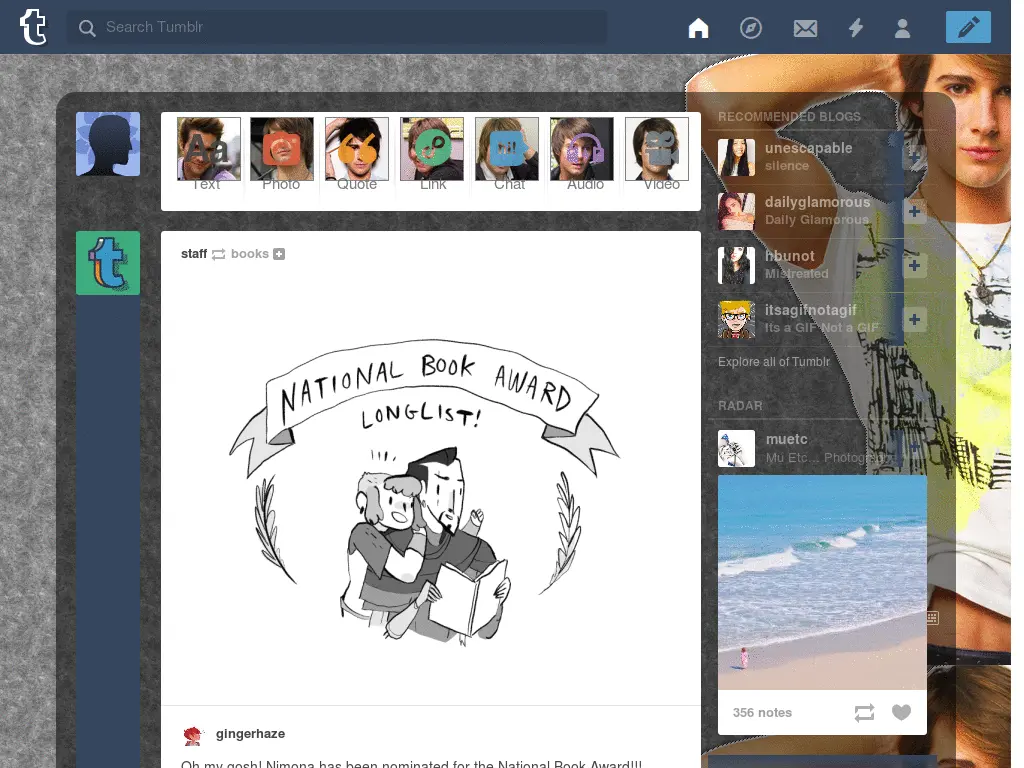 t
Search Tumblr
Aa
hi!
Text
Photo
Quote
Link
Chat
Audio
Video
RECOMMENDED BLOGS
unescapable
silence
dailyglamorous
Daily Glamorous
hbunot
Mistreated
itsagifnotagif
Its a GIF Not a GIF
Explore all of Tumblr
RADAR
muetc
Mu Etc... Photography
356 notes
t
staff
books
NATIONAL BOOK AWARD
LONGLIST!
gingerhaze
Oh my gosh! Nimona has been nominated for the National Book Award!!!